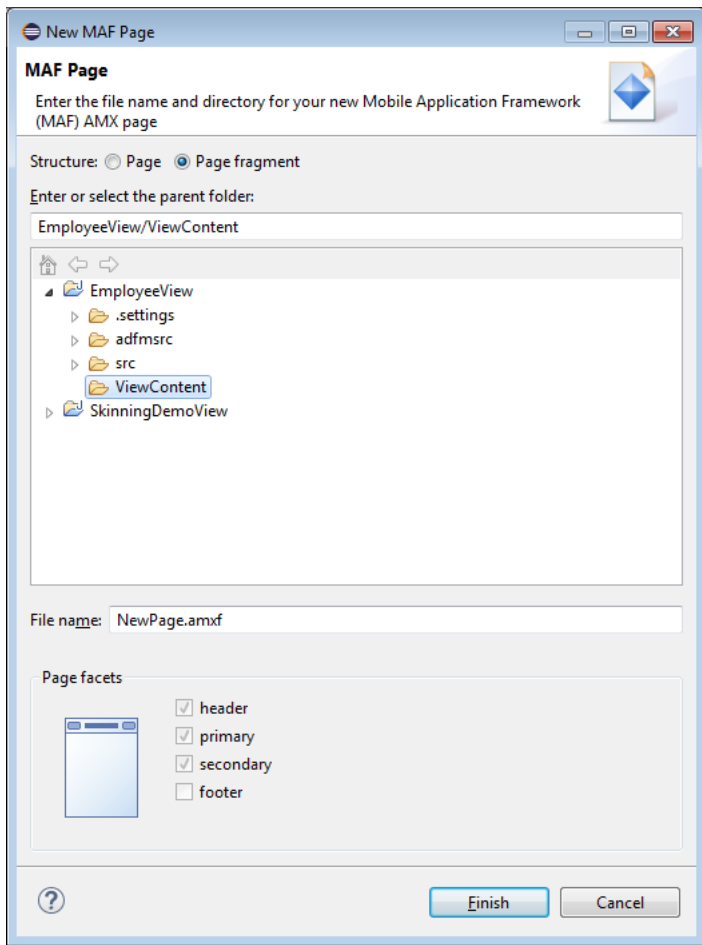 New MAF Page
MAF Page
Enter the file name and directory for your new Mobile Application Framework
(MAF) AMX page
Structure: Page Page fragment
Enter or select the parent folder:
EmployeeView/ViewContent
EmployeeView
.settings
adfmsrc
src
ViewContent
SkinningDemoView
File name: NewPage.amxf
Page facets
header
primary
secondary
footer
? Finish Cancel